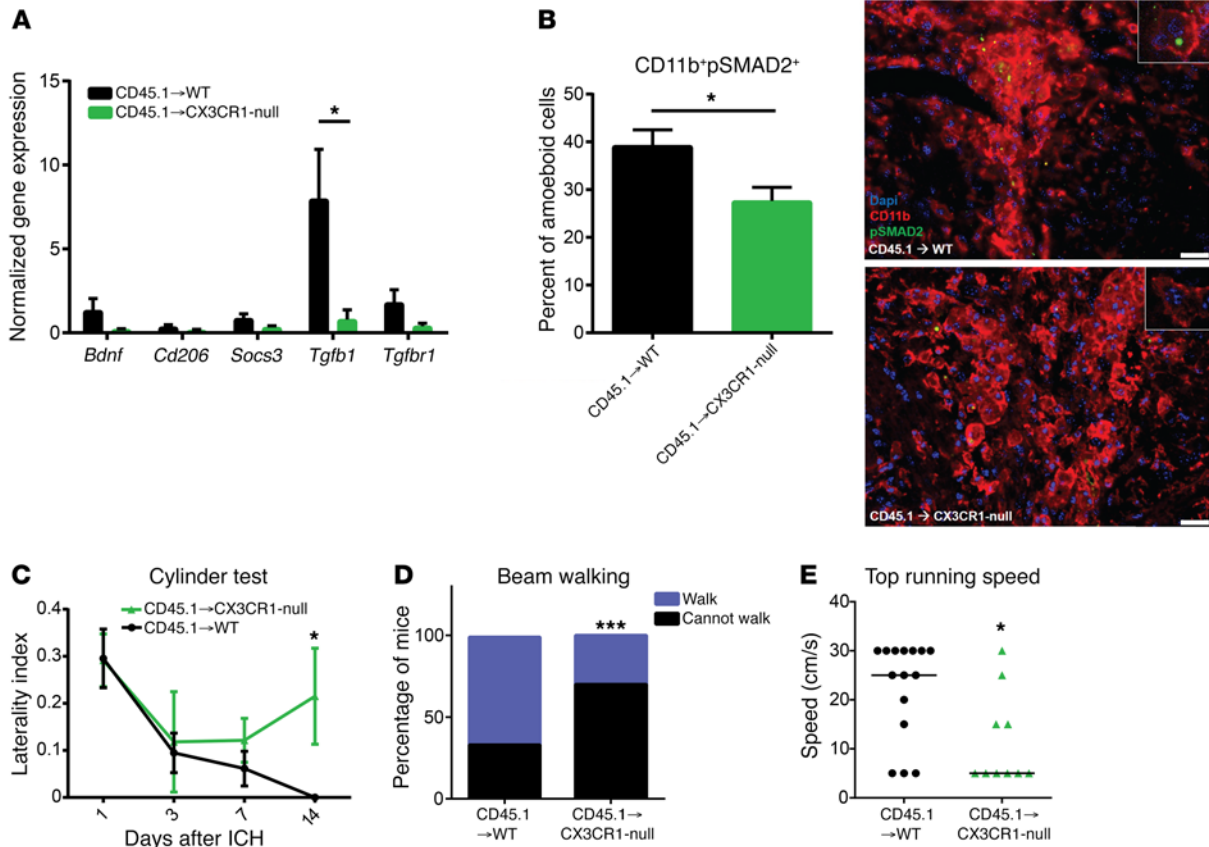 A
Normalized gene expression
15
10
5
0
CD45.1→WT
CD45.1→CX3CR1-null
*
Bdnf Cd206 Socs3 Tgfb1 Tgfbr1
B
CD11b⁺pSMAD2⁺
Percent of amoeboid cells
50
40
30
20
10
0
*
CD45.1→WT
CD45.1→CX3CR1-null
Dapi
CD11b
pSMAD2
CD45.1 → WT
CD45.1 → CX3CR1-null
C
Cylinder test
Laterality index
0.4
0.3
0.2
0.1
0
CD45.1→CX3CR1-null
CD45.1→WT
*
1 3 7 14
Days after ICH
D
Beam walking
Percentage of mice
100
50
0
Walk
Cannot walk
***
CD45.1
→WT
CD45.1→
CX3CR1-null
E
Top running speed
Speed (cm/s)
40
30
20
10
0
*
CD45.1
→WT
CD45.1→
CX3CR1-null